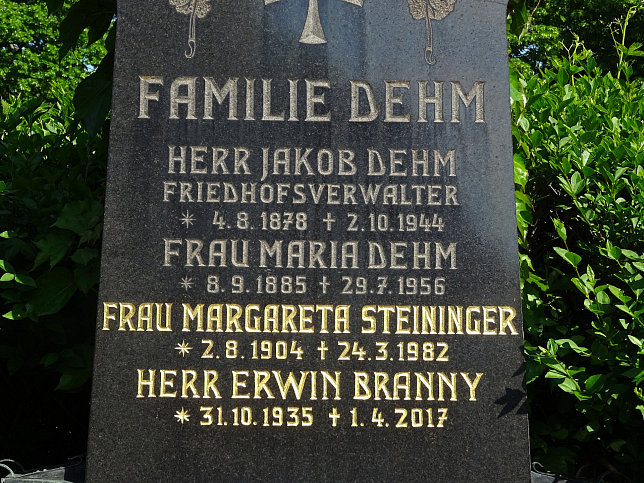 FAMILIE DEHM
HERR JAKOB DEHM
FRIEDHOFSVERWALTER
* 4.8.1878 † 2.10.1944
FRAU MARIA DEHM
* 8.9.1885 † 29.7.1956
FRAU MARGARETA STEININGER
* 2.8.1904 † 24.3.1982
HERR ERWIN BRANNY
* 31.10.1935 † 1.4.2017